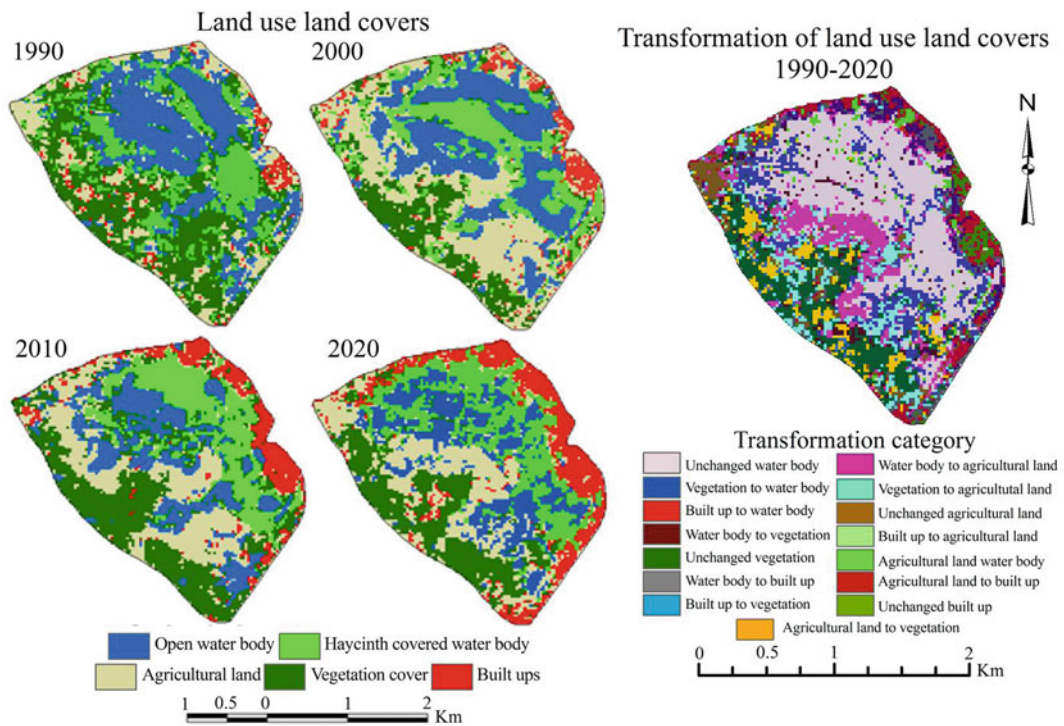 Land use land covers
1990
2000
2010
2020
Open water body
Haycinth covered water body
Agricultural land
Vegetation cover
Built ups
1 0.5 0 1 2 Km
Transformation of land use land covers
1990-2020
N
Transformation category
Unchanged water body
Water body to agricultural land
Vegetation to water body
Vegetation to agricultutal land
Built up to water body
Unchanged agricultural land
Water body to vegetation
Built up to agricultural land
Unchanged vegetation
Agricultural land water body
Water body to built up
Agricultural land to built up
Built up to vegetation
Unchanged built up
Agricultural land to vegetation
0 0.5 1 2
Km